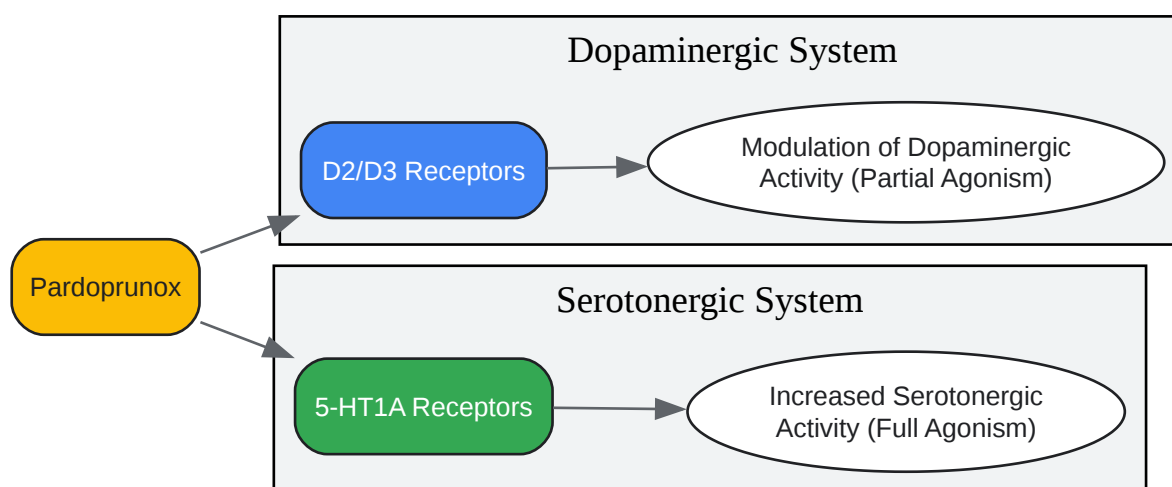 Dopaminergic System
D2/D3 Receptors
Modulation of Dopaminergic
Activity (Partial Agonism)
Pardoprunox
Serotonergic System
5-HT1A Receptors
Increased Serotonergic
Activity (Full Agonism)